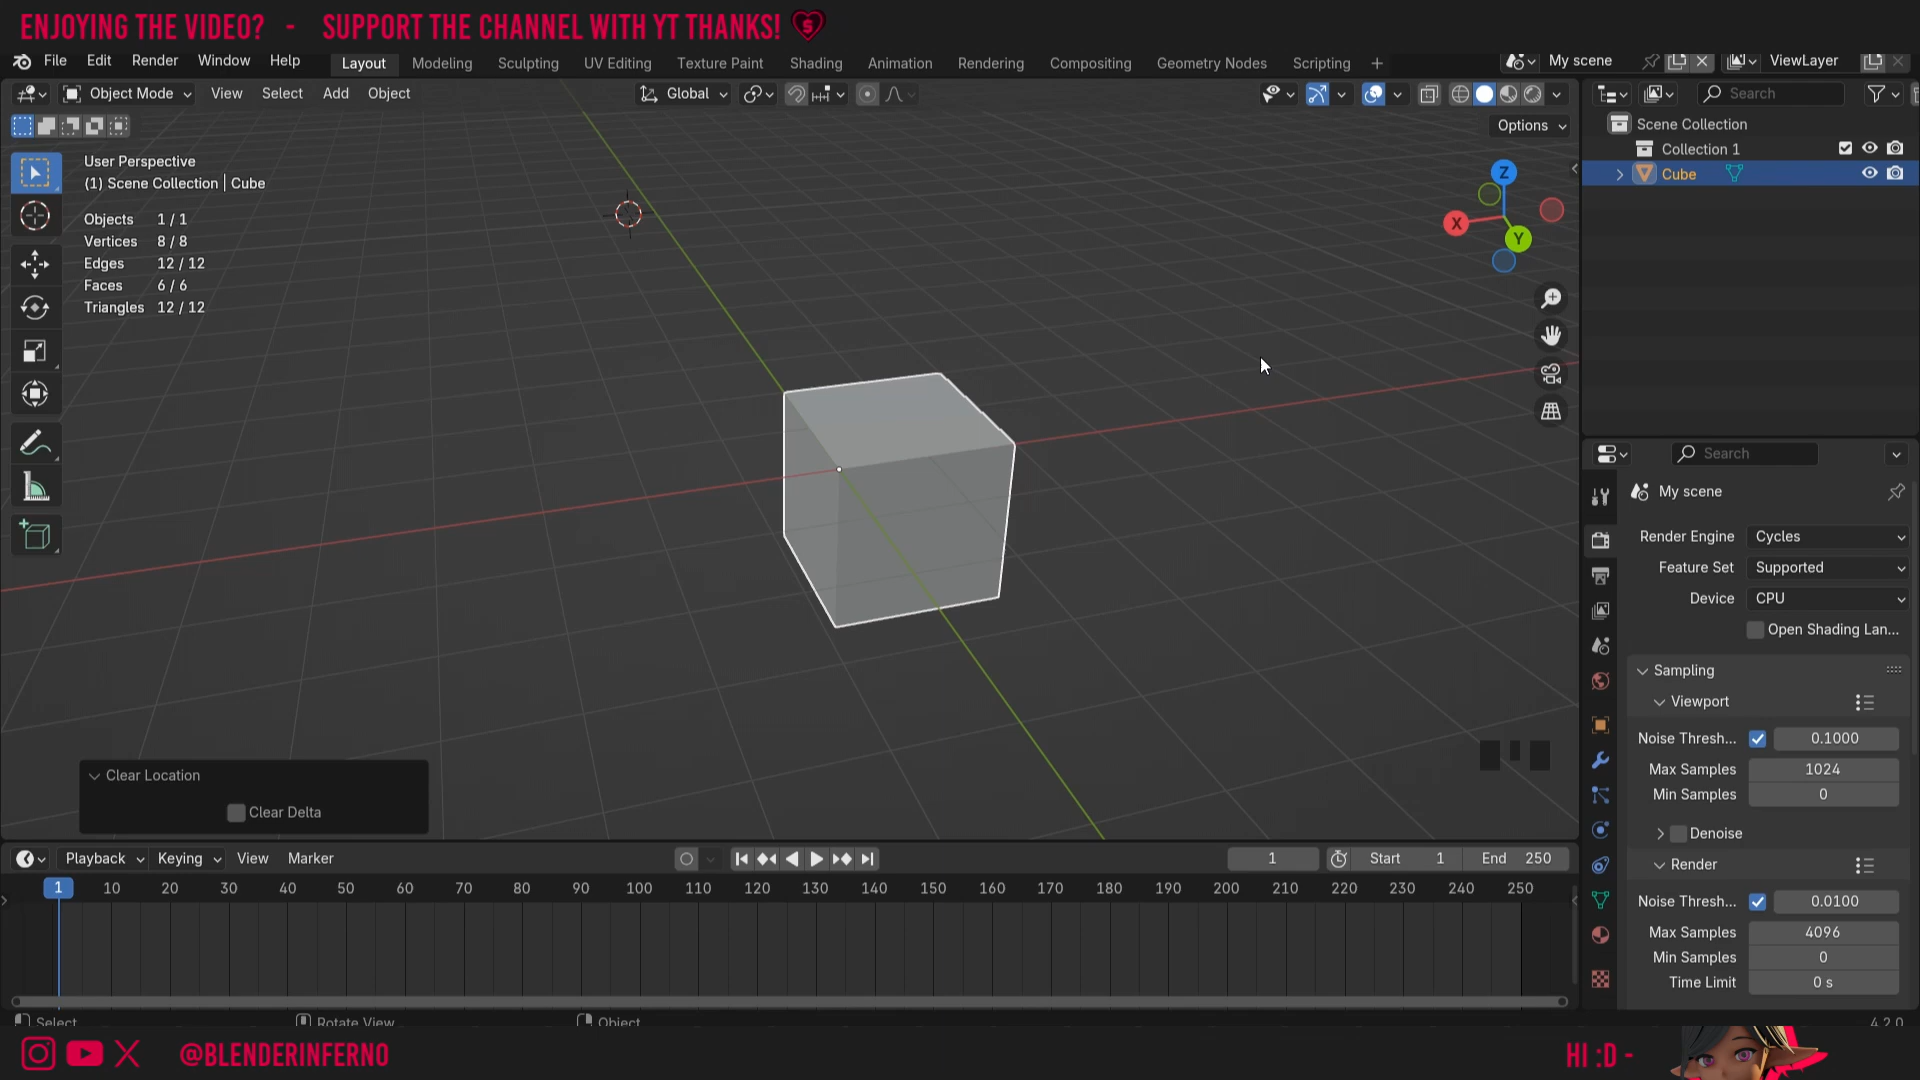 ENJOYING THE VIDEO? - SUPPORT THE CHANNEL WITH YT THANKS!
File Edit Render Window Help Layout Modeling Sculpting UV Editing Texture Paint Shading Animation Rendering Compositing Geometry Nodes Scripting + My scene ViewLayer
Object Mode View Select Add Object Global Search
Options
Scene Collection
Collection 1
Cube
User Perspective
(1) Scene Collection | Cube
Objects 1 / 1
Vertices 8 / 8
Edges 12 / 12
Faces 6 / 6
Triangles 12 / 12
Z
X
Y
Search
My scene
Render Engine Cycles
Feature Set Supported
Device CPU
Open Shading Lan...
Sampling
Viewport
Noise Thresh... 0.1000
Max Samples 1024
Min Samples 0
Denoise
Render
Noise Thresh... 0.0100
Max Samples 4096
Min Samples 0
Time Limit 0 s
Clear Location
Clear Delta
Playback Keying View Marker 1 Start 1 End 250
1 10 20 30 40 50 60 70 80 90 100 110 120 130 140 150 160 170 180 190 200 210 220 230 240 250
Select Rotate View Object 4.2.0
@BLENDERINFERNO HI :D -